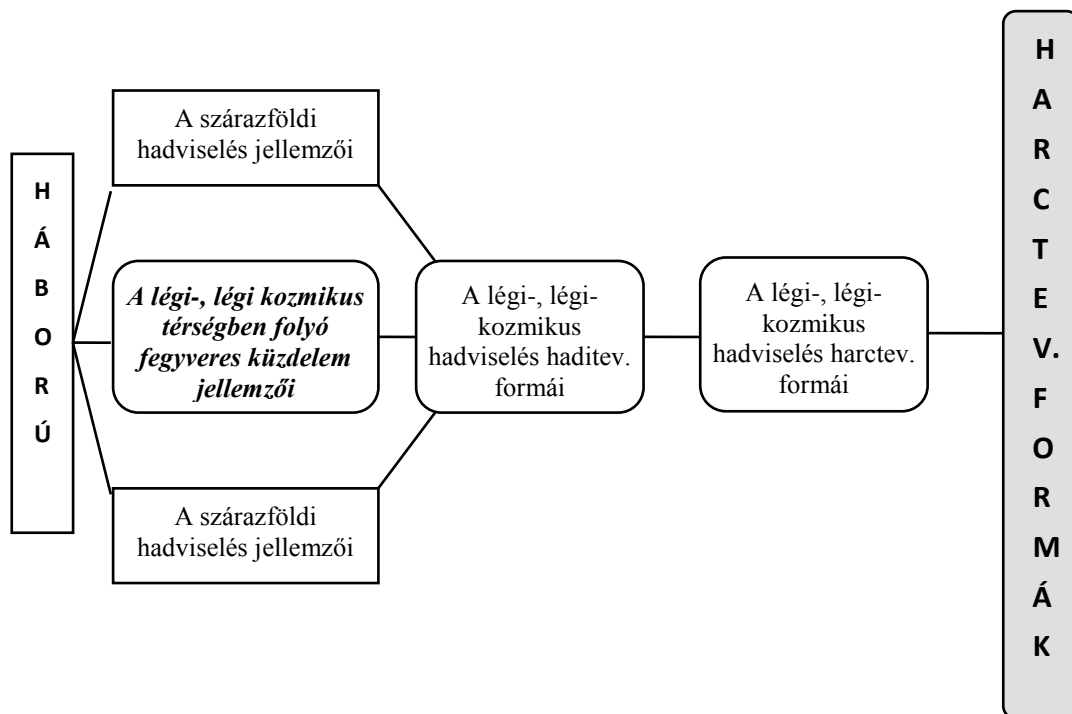 H
Á
B
O
R
Ú
A szárazföldi
hadviselés jellemzői
A légi-, légi kozmikus
térségben folyó
fegyveres küzdelem
jellemzői
A szárazföldi
hadviselés jellemzői
A légi-, légi-
kozmikus
hadviselés haditev.
formái
A légi-, légi-
kozmikus
hadviselés harctev.
formái
H
A
R
C
T
E
V.
F
O
R
M
Á
K